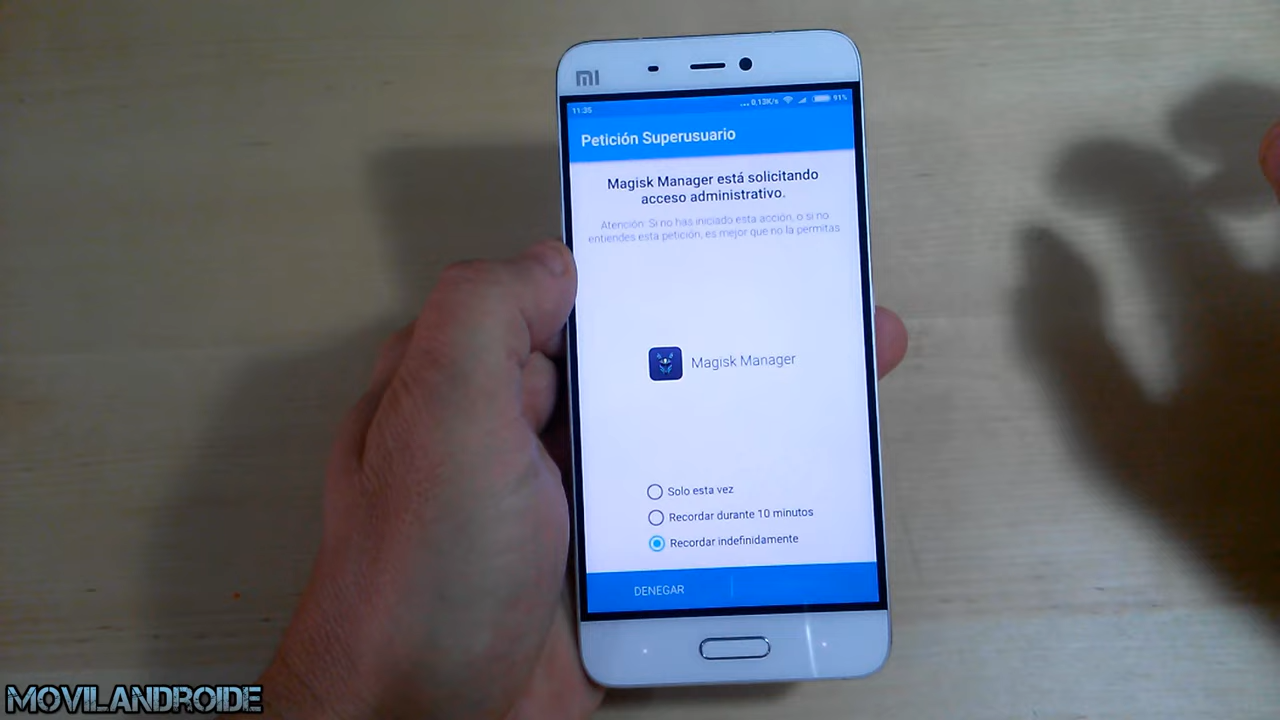 MI
11:35
... 0,13K/s 91%
Petición Superusuario
Magisk Manager está solicitando
acceso administrativo.
Atención: Si no has iniciado esta acción, o si no
entiendes esta petición, es mejor que no la permitas
Magisk Manager
Solo esta vez
Recordar durante 10 minutos
Recordar indefinidamente
DENEGAR
MOVILANDROIDE